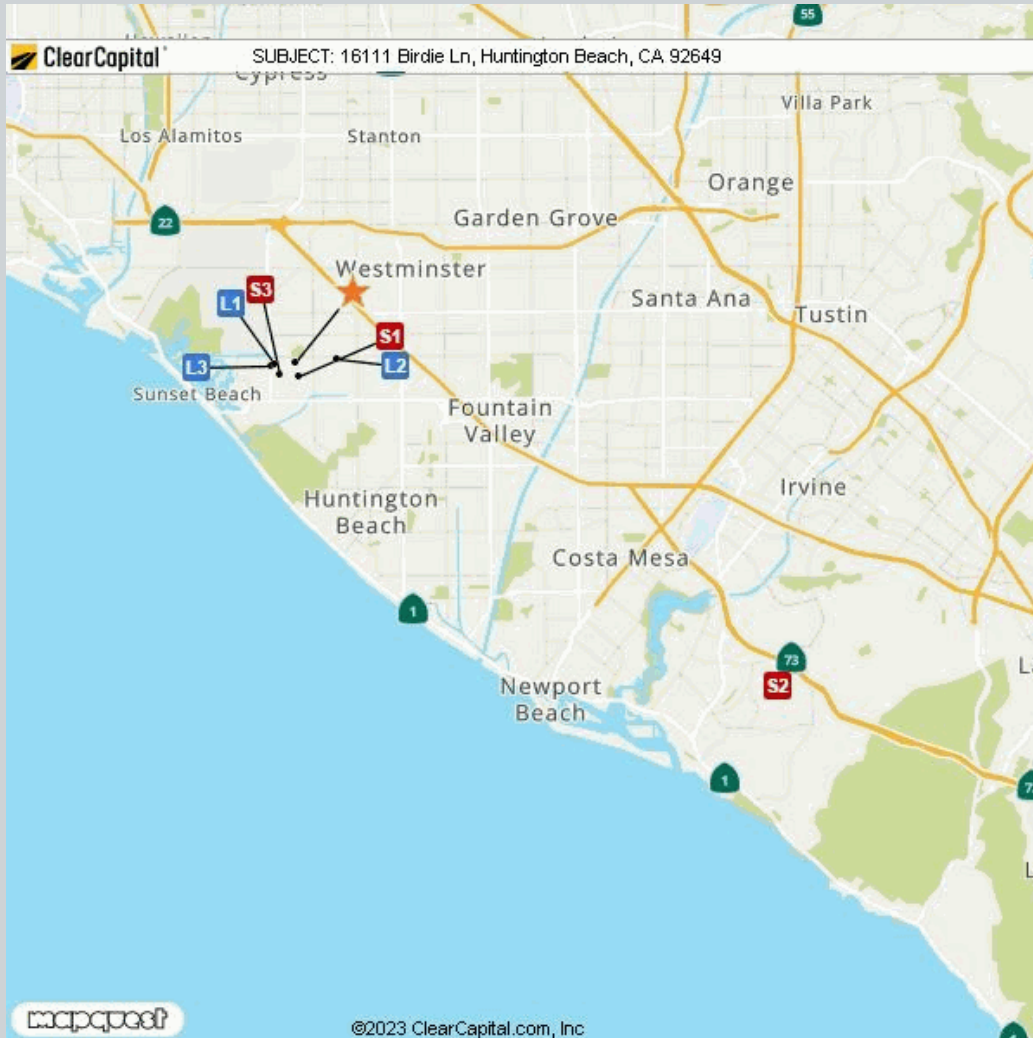 ClearCapital
SUBJECT: 16111 Birdie Ln, Huntington Beach, CA 92649
55
Cypress
Villa Park
Los Alamitos
Stanton
Orange
22
Garden Grove
Westminster
S3
L1
Santa Ana
Tustin
S1
L3
L2
Sunset Beach
Fountain
Valley
Irvine
Huntington
Beach
Costa Mesa
1
73
S2
Newport
Beach
1
mapquest
©2023 ClearCapital.com, Inc